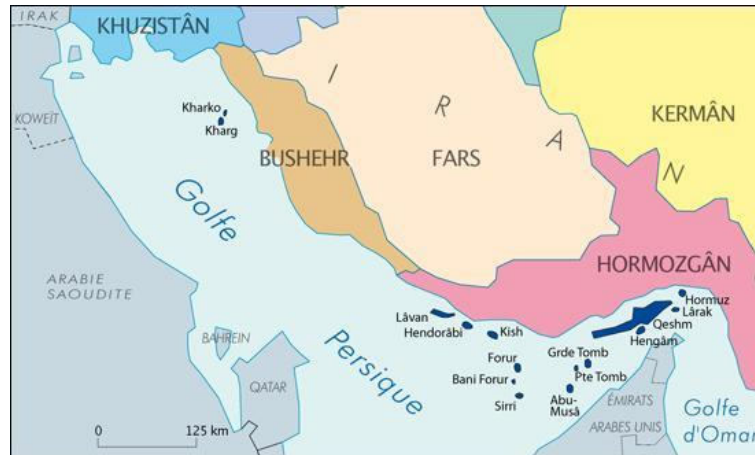 IRAK
KHUZISTÂN
I
R
A
N
KOWEÏT
Kharko
Kharg
KERMÂN
BUSHEHR
FARS
Golfe
Persique
HORMOZGÂN
ARABIE
SAOUDITE
BAHREIN
QATAR
Lâvan
Hendorâbi
Kish
Hormuz
Lârak
Qeshm
Hengâm
Forur
Bani Forur
Sirri
Grde Tomb
Pte Tomb
Abu-
Musâ
ÉMIRATS
ARABES UNIS
Golfe
d'Oman
0 125 km